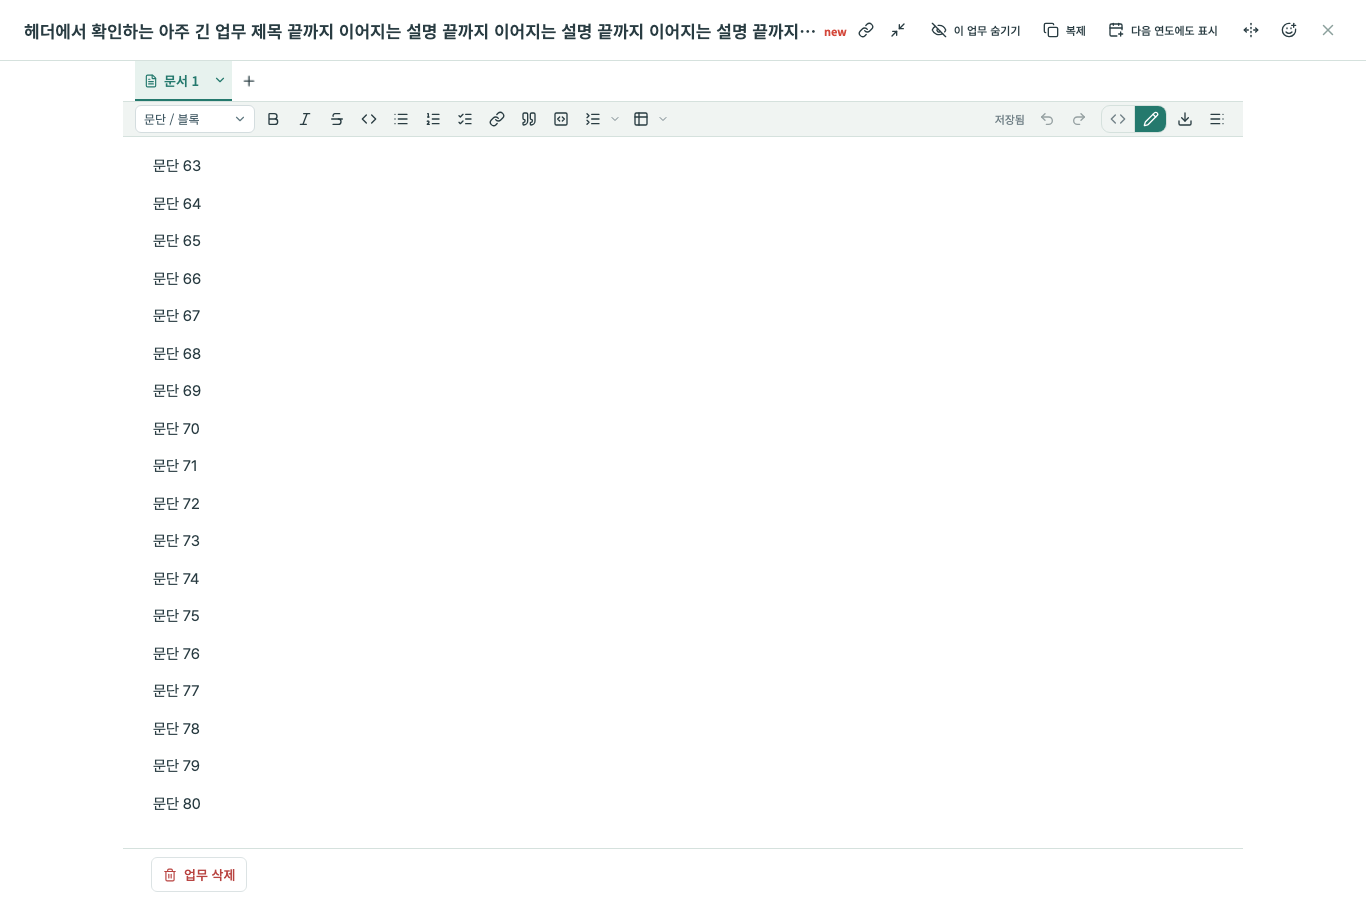 헤더에서 확인하는 아주 긴 업무 제목 끝까지 이어지는 설명 끝까지 이어지는 설명 끝까지 이어지는 설명 끝까지… new 이 업무 숨기기 복제 다음 연도에도 표시
문서 1
문단 / 블록 저장됨
문단 63
문단 64
문단 65
문단 66
문단 67
문단 68
문단 69
문단 70
문단 71
문단 72
문단 73
문단 74
문단 75
문단 76
문단 77
문단 78
문단 79
문단 80
업무 삭제